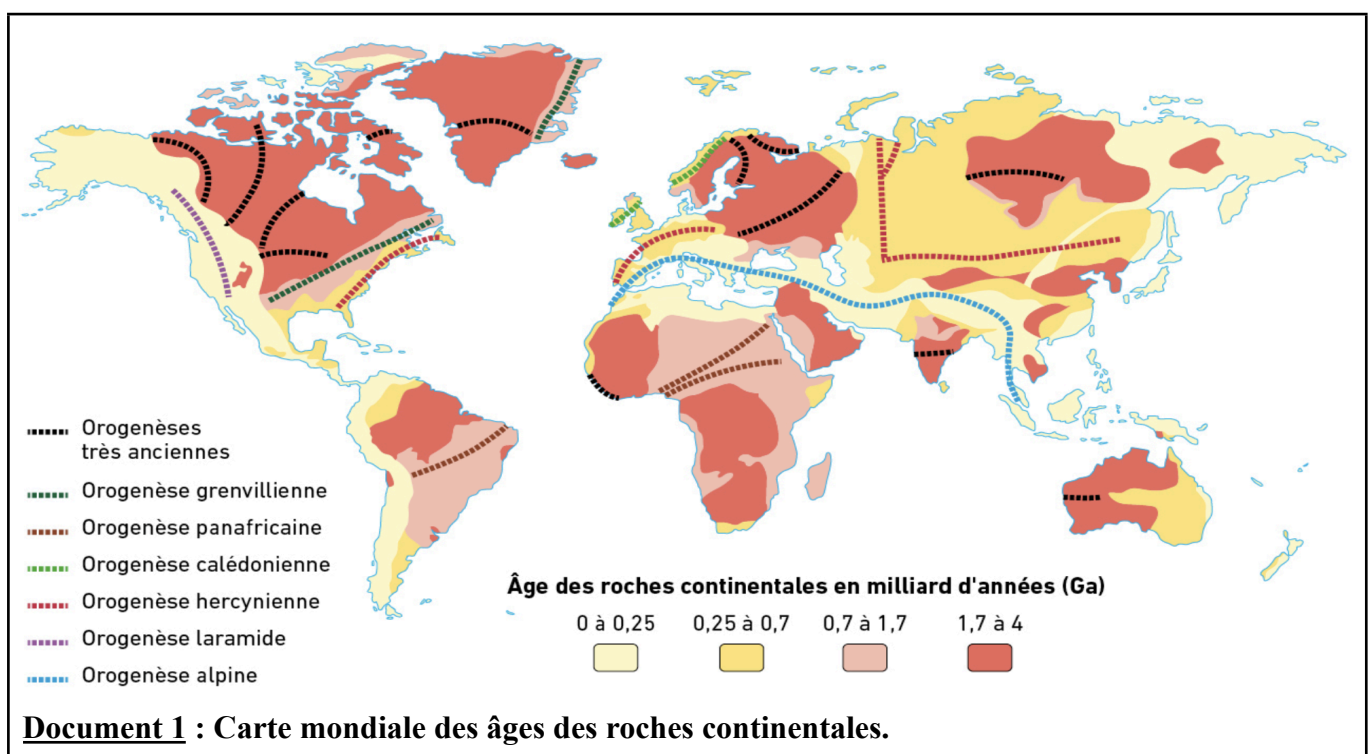 Orogenèses
très anciennes
Orogenèse grenvillienne
Orogenèse panafricaine
Orogenèse calédonienne
Orogenèse hercynienne
Orogenèse laramide
Orogenèse alpine
Âge des roches continentales en milliard d'années (Ga)
0 à 0,25 0,25 à 0,7 0,7 à 1,7 1,7 à 4
Document 1 : Carte mondiale des âges des roches continentales.